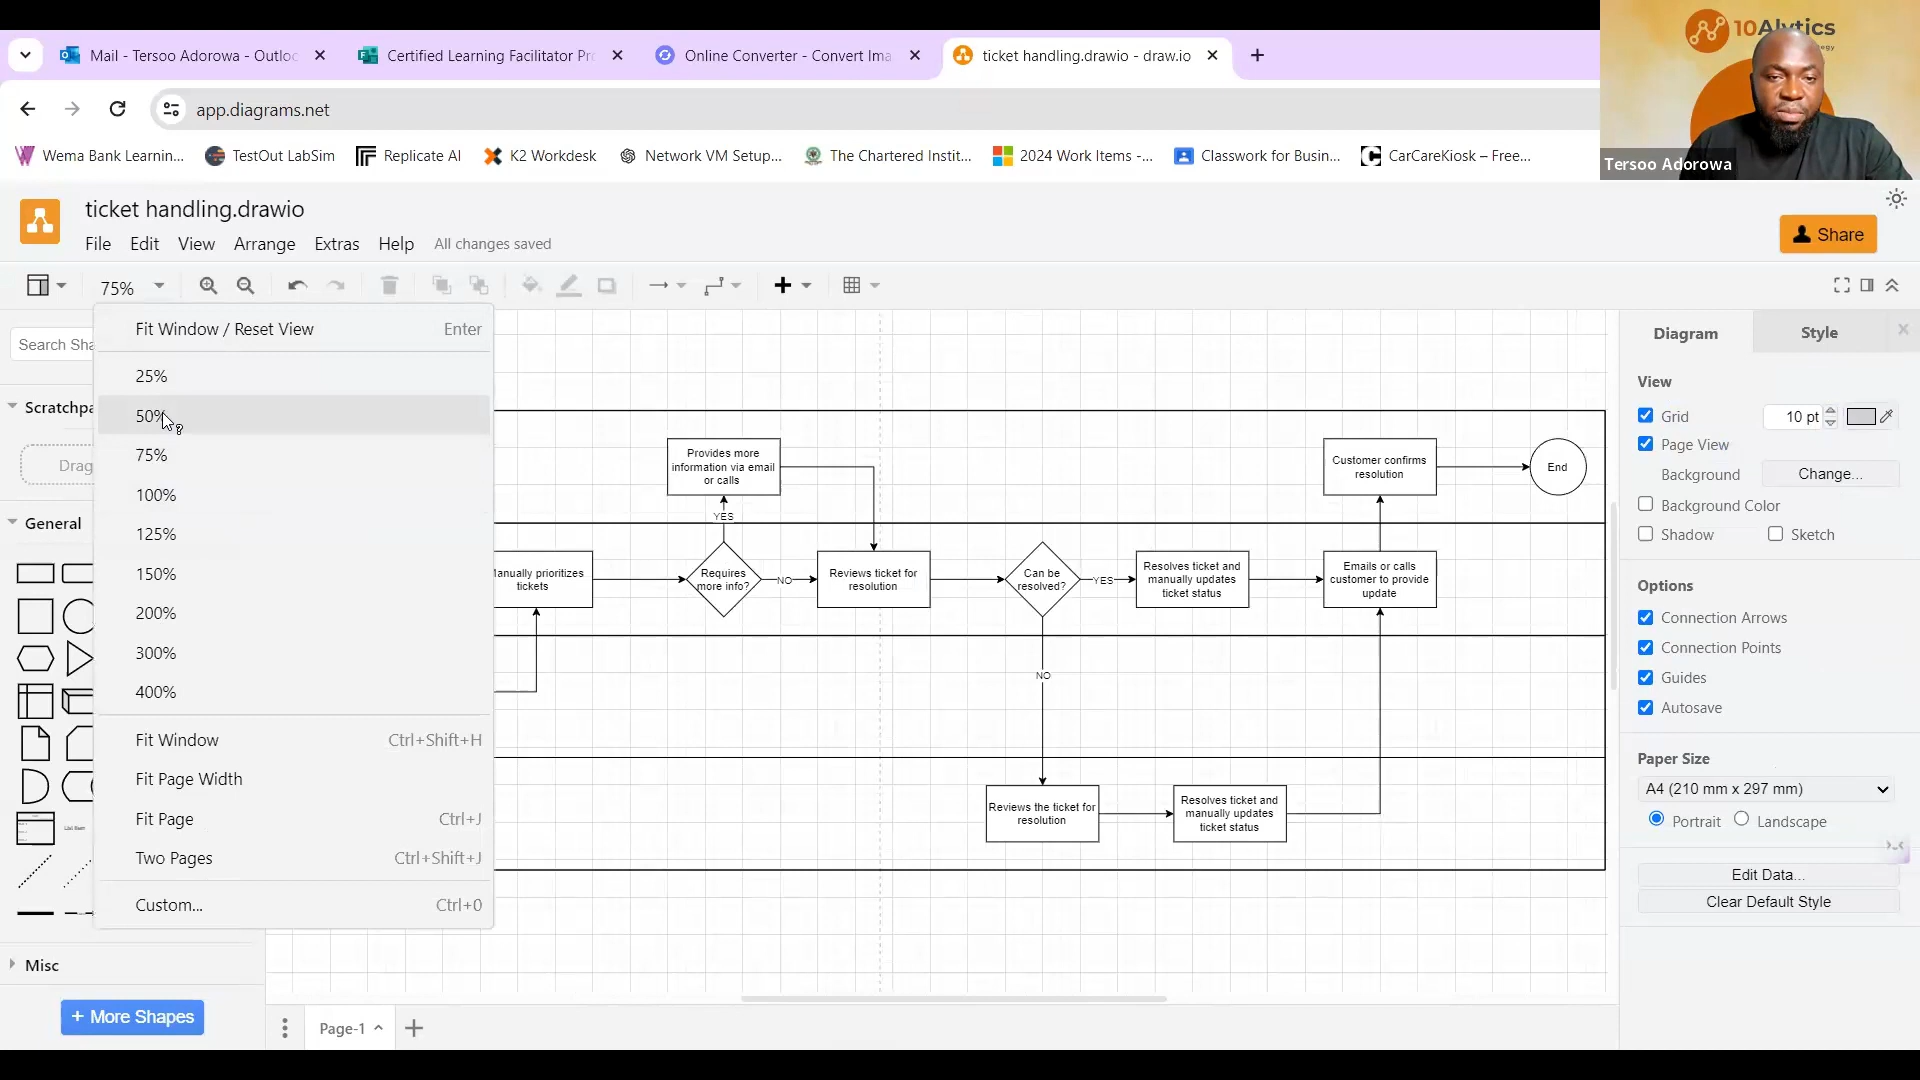 10Alytics
Tersoo Adorowa
Mail - Tersoo Adorowa - Outlo
Certified Learning Facilitator Pr
Online Converter - Convert Ima
ticket handling.drawio - draw.io
app.diagrams.net
Wema Bank Learnin...
TestOut LabSim
Replicate AI
K2 Workdesk
Network VM Setup...
The Chartered Instit...
2024 Work Items -...
Classwork for Busin...
CarCareKiosk – Free...
ticket handling.drawio
File Edit View Arrange Extras Help All changes saved
Share
75%
Fit Window / Reset View Enter
25%
50%
75%
100%
125%
150%
200%
300%
400%
Fit Window Ctrl+Shift+H
Fit Page Width
Fit Page Ctrl+J
Two Pages Ctrl+Shift+J
Custom... Ctrl+0
Search Sha
Scratchpa
Drag
General
List Item
Misc
+ More Shapes
Provides more
information via email
or calls
YES
Manually prioritizes
tickets
Requires
more info?
NO
Reviews ticket for
resolution
Can be
resolved?
YES
Resolves ticket and
manually updates
ticket status
Emails or calls
customer to provide
update
Customer confirms
resolution
End
NO
Reviews the ticket for
resolution
Resolves ticket and
manually updates
ticket status
Page-1
Diagram
Style
View
Grid 10 pt
Page View
Background Change...
Background Color
Shadow Sketch
Options
Connection Arrows
Connection Points
Guides
Autosave
Paper Size
A4 (210 mm x 297 mm)
Portrait Landscape
Edit Data...
Clear Default Style